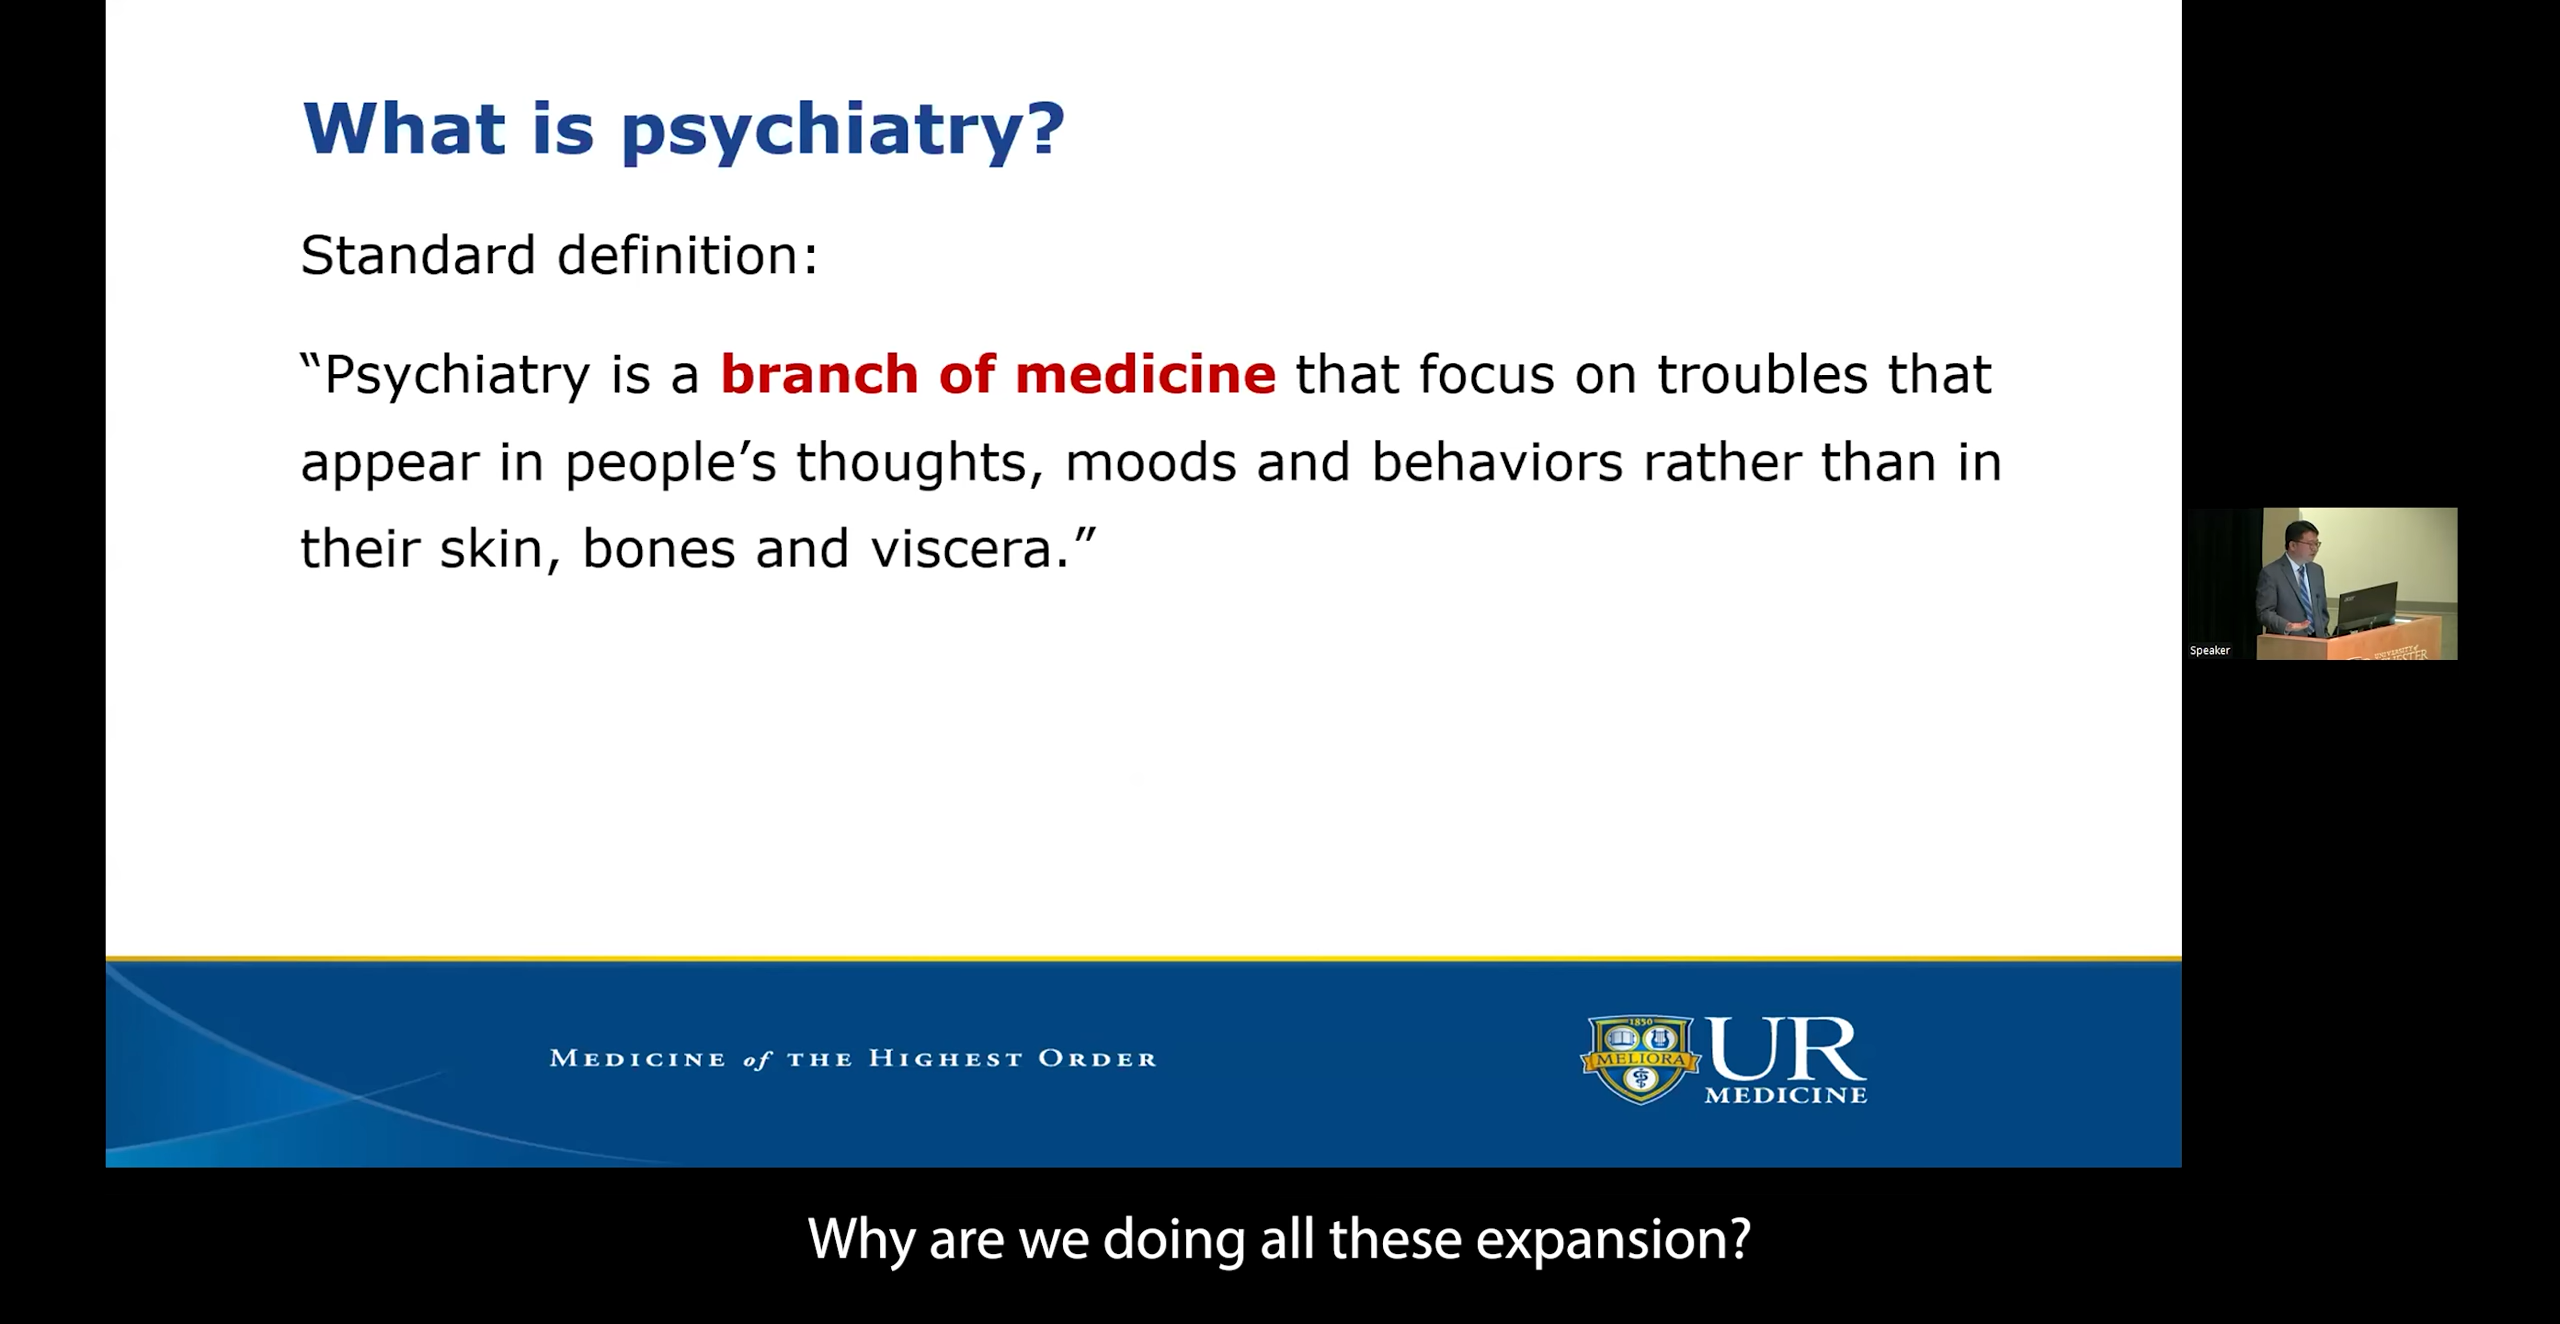 What is psychiatry?
Standard definition:
“Psychiatry is a branch of medicine that focus on troubles that
appear in people’s thoughts, moods and behaviors rather than in
their skin, bones and viscera.”
Speaker
UNIVERSITY of
MEDICINE of THE HIGHEST ORDER
1850
MELIORA
UR
MEDICINE
Why are we doing all these expansion?